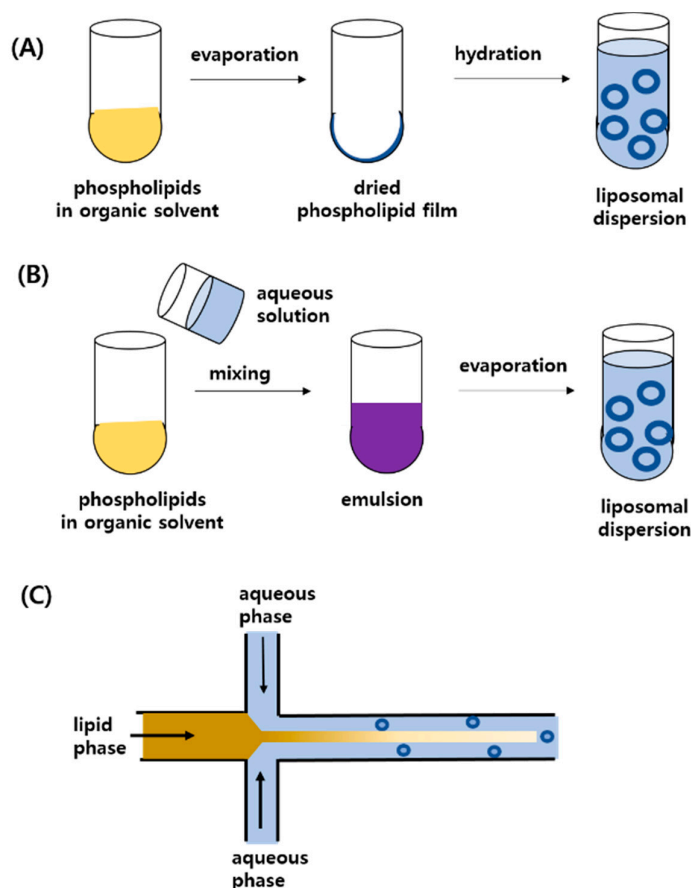 (A)
evaporation
hydration
phospholipids
in organic solvent
dried
phospholipid film
liposomal
dispersion
(B)
aqueous
solution
mixing
evaporation
phospholipids
in organic solvent
emulsion
liposomal
dispersion
(C)
aqueous
phase
lipid
phase
aqueous
phase